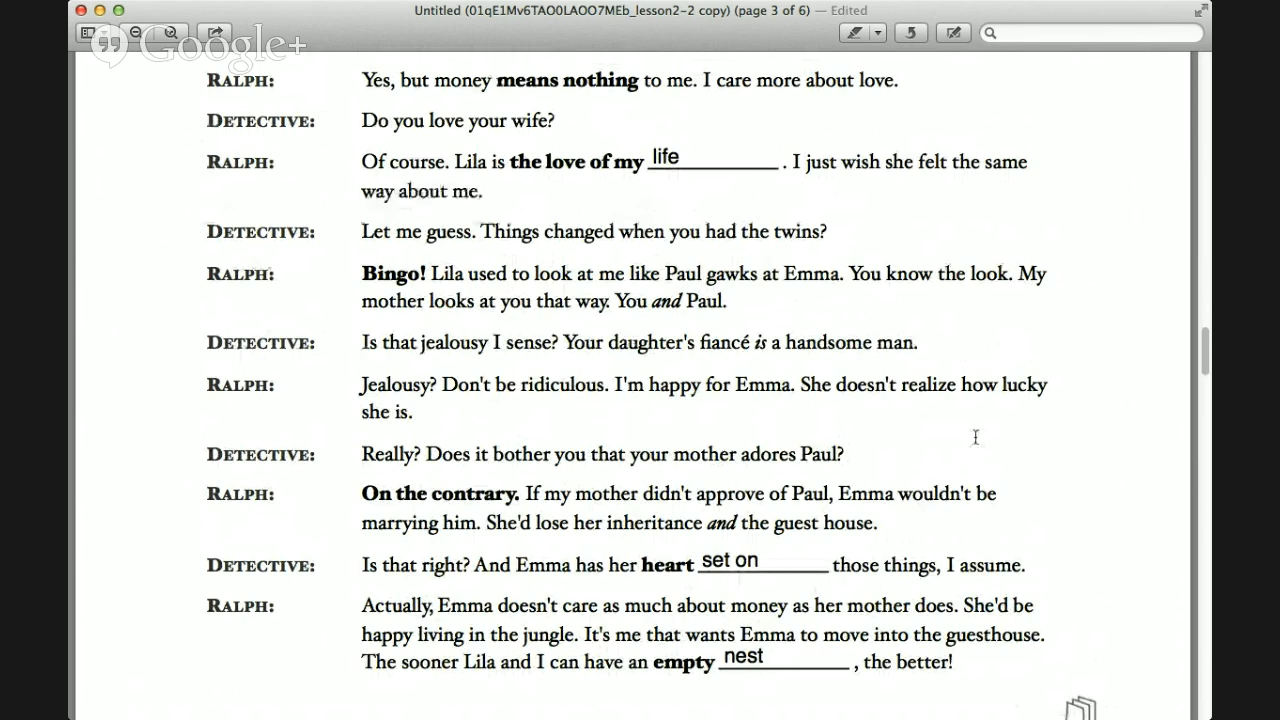 Untitled (01qE1Mv6TAO0LAOO7MEb_lesson2-2 copy) (page 3 of 6) — Edited
Google+
RALPH: Yes, but money means nothing to me. I care more about love.
DETECTIVE: Do you love your wife?
RALPH: Of course. Lila is the love of my life . I just wish she felt the same
way about me.
DETECTIVE: Let me guess. Things changed when you had the twins?
RALPH: Bingo! Lila used to look at me like Paul gawks at Emma. You know the look. My
mother looks at you that way. You and Paul.
DETECTIVE: Is that jealousy I sense? Your daughter's fiancé is a handsome man.
RALPH: Jealousy? Don't be ridiculous. I'm happy for Emma. She doesn't realize how lucky
she is.
DETECTIVE: Really? Does it bother you that your mother adores Paul?
RALPH: On the contrary. If my mother didn't approve of Paul, Emma wouldn't be
marrying him. She'd lose her inheritance and the guest house.
DETECTIVE: Is that right? And Emma has her heart set on those things, I assume.
RALPH: Actually, Emma doesn't care as much about money as her mother does. She'd be
happy living in the jungle. It's me that wants Emma to move into the guesthouse.
The sooner Lila and I can have an empty nest , the better!